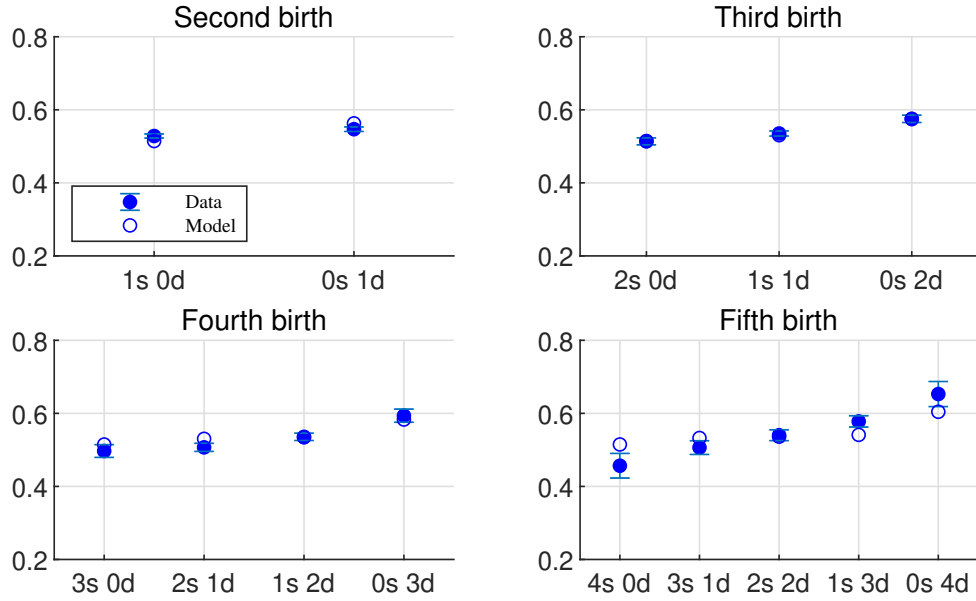 Second birth
0.8
0.6
0.4
0.2
Data
Model
1s 0d 0s 1d
Third birth
0.8
0.6
0.4
0.2
2s 0d 1s 1d 0s 2d
Fourth birth
0.8
0.6
0.4
0.2
3s 0d 2s 1d 1s 2d 0s 3d
Fifth birth
0.8
0.6
0.4
0.2
4s 0d 3s 1d 2s 2d 1s 3d 0s 4d